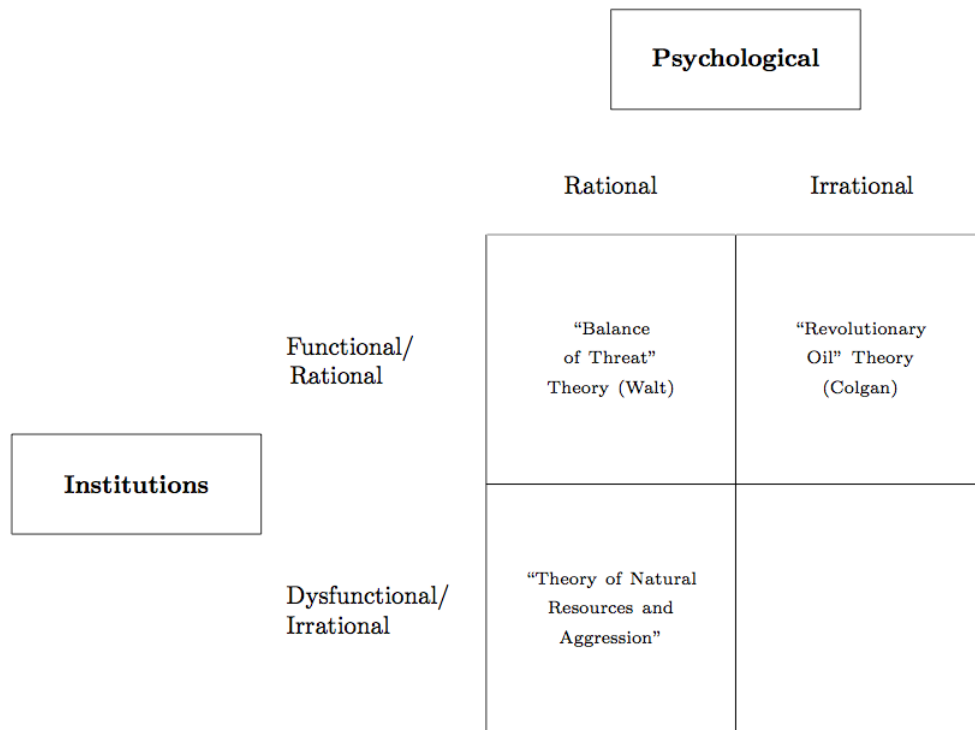 Psychological
Rational Irrational
Functional/
Rational
“Balance
of Threat”
Theory (Walt)
“Revolutionary
Oil” Theory
(Colgan)
Institutions
Dysfunctional/
Irrational
“Theory of Natural
Resources and
Aggression”